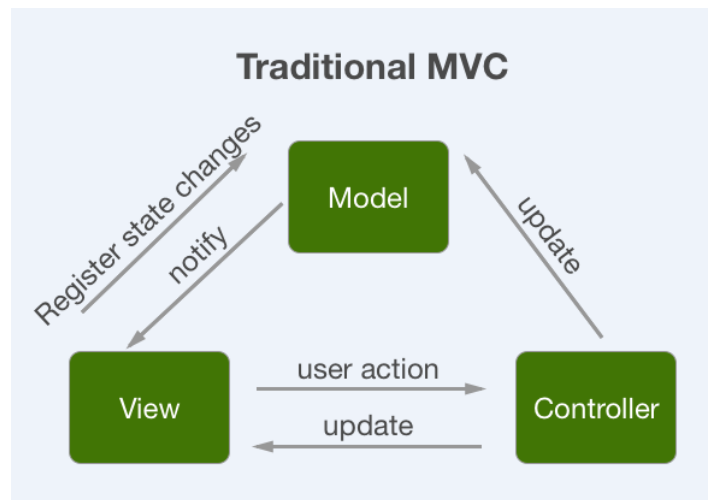 Traditional MVC
Register state changes
Model
notify
update
View
user action
Controller
update